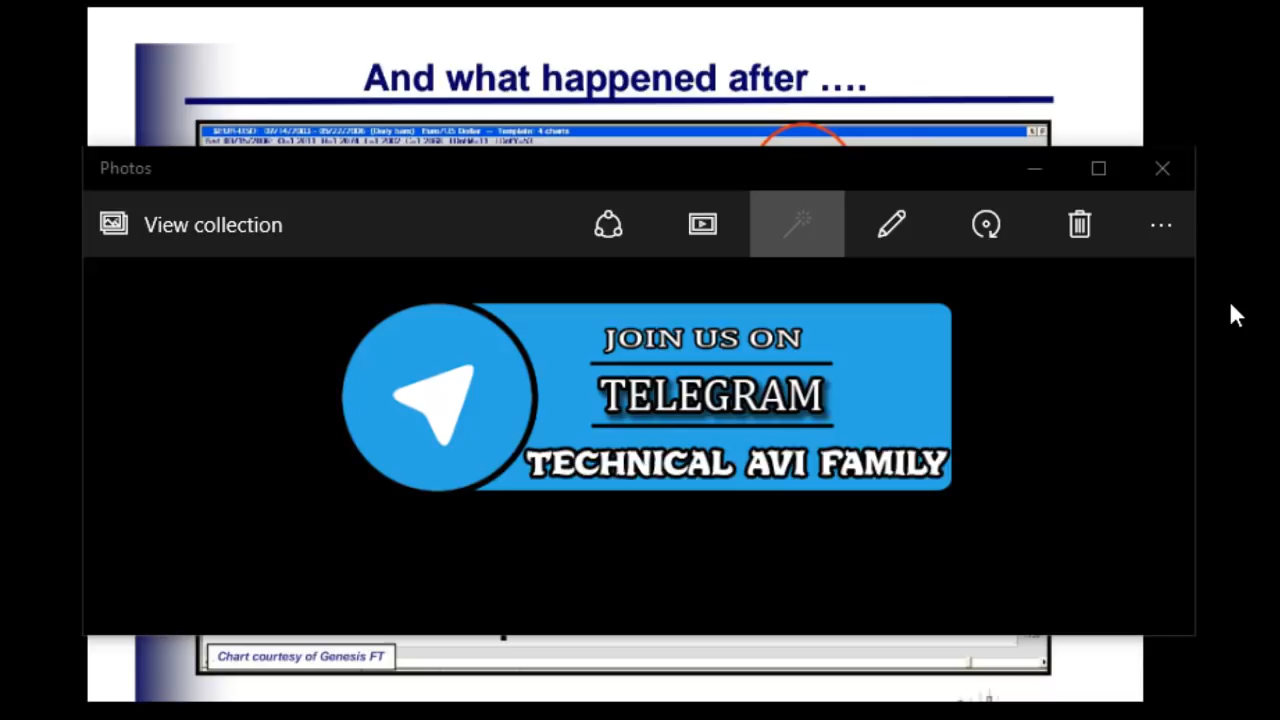 And what happened after ....
Photos
View collection
JOIN US ON
TELEGRAM
TECHNICAL AVI FAMILY
Chart courtesy of Genesis FT